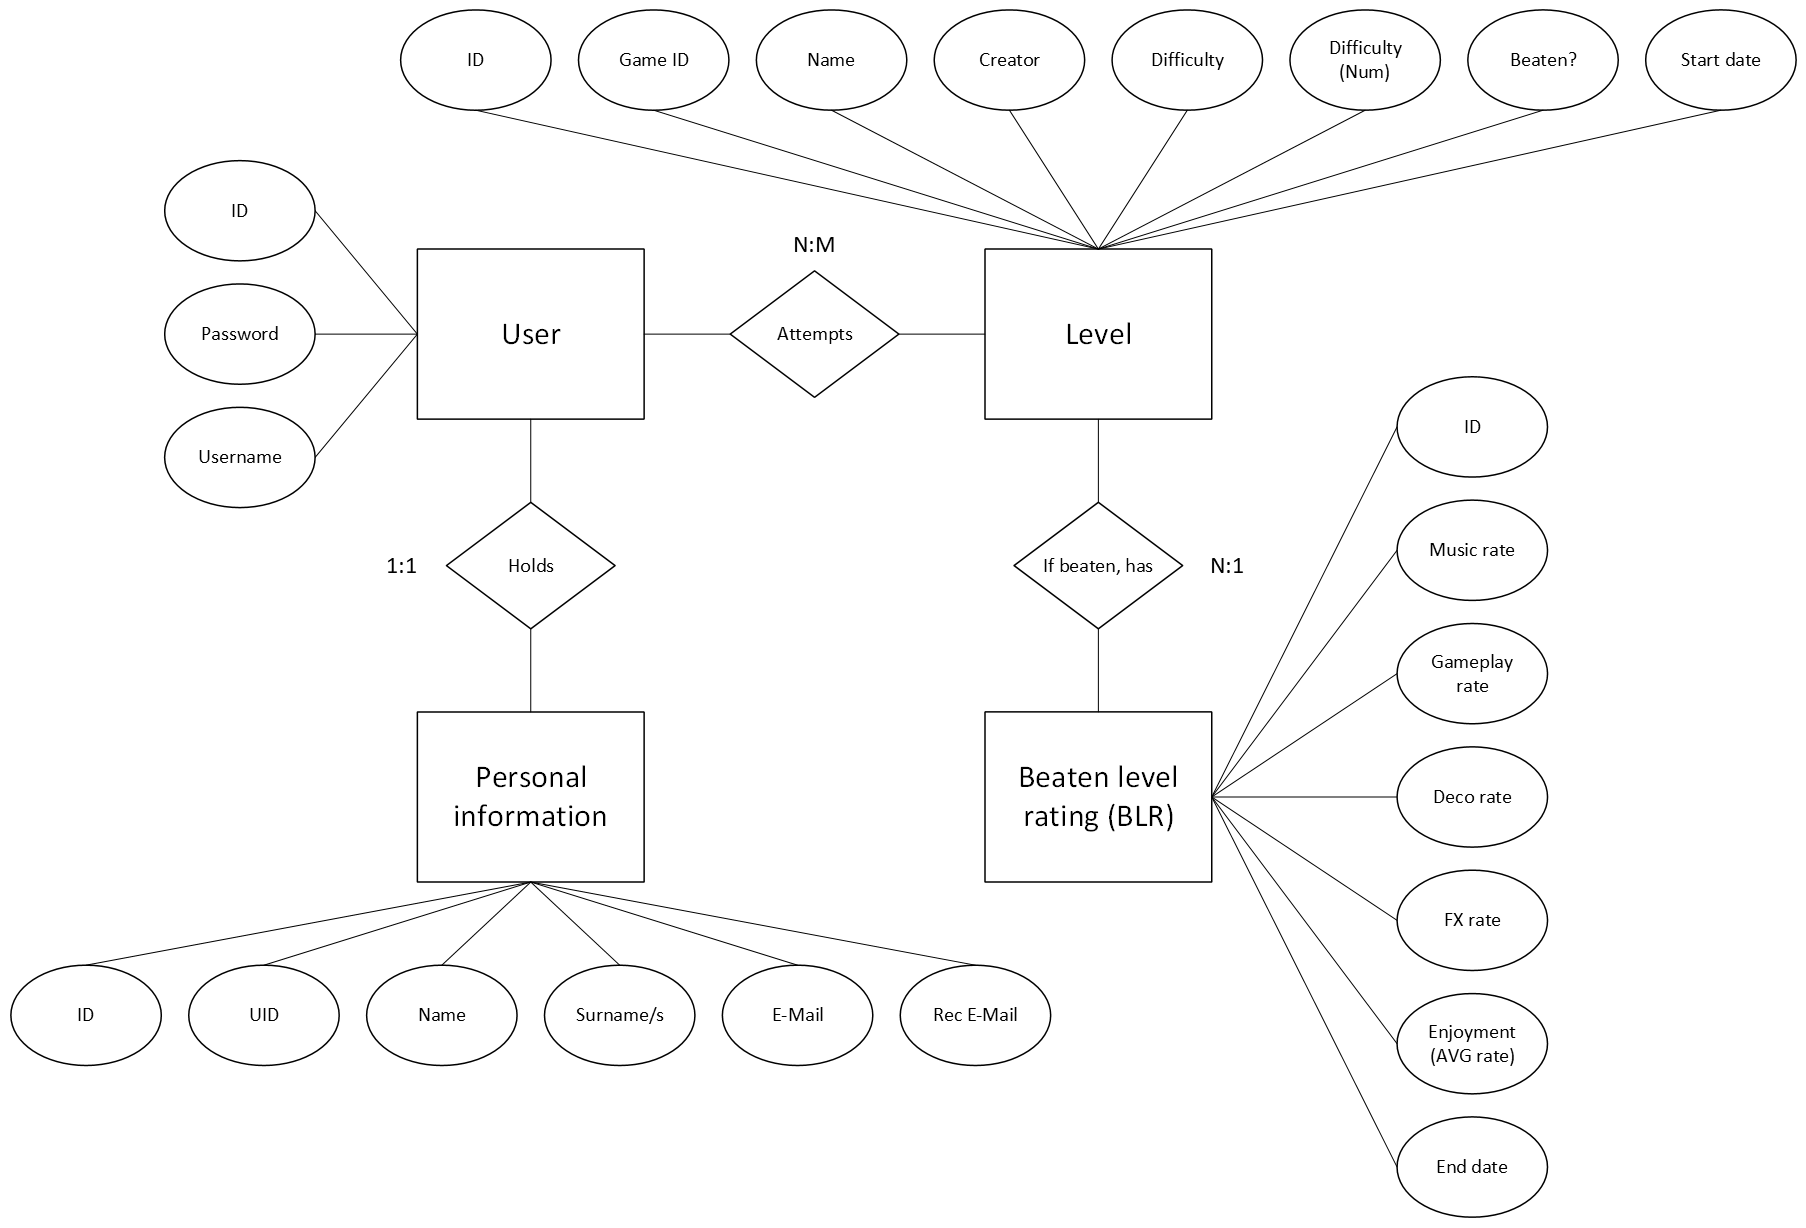 ID
Game ID
Name
Creator
Difficulty
Difficulty
(Num)
Beaten?
Start date
ID
Password
Username
User
N:M
Attempts
Level
1:1
Holds
If beaten, has
N:1
Personal
information
Beaten level
rating (BLR)
ID
Music rate
Gameplay
rate
Deco rate
FX rate
Enjoyment
(AVG rate)
End date
ID
UID
Name
Surname/s
E-Mail
Rec E-Mail